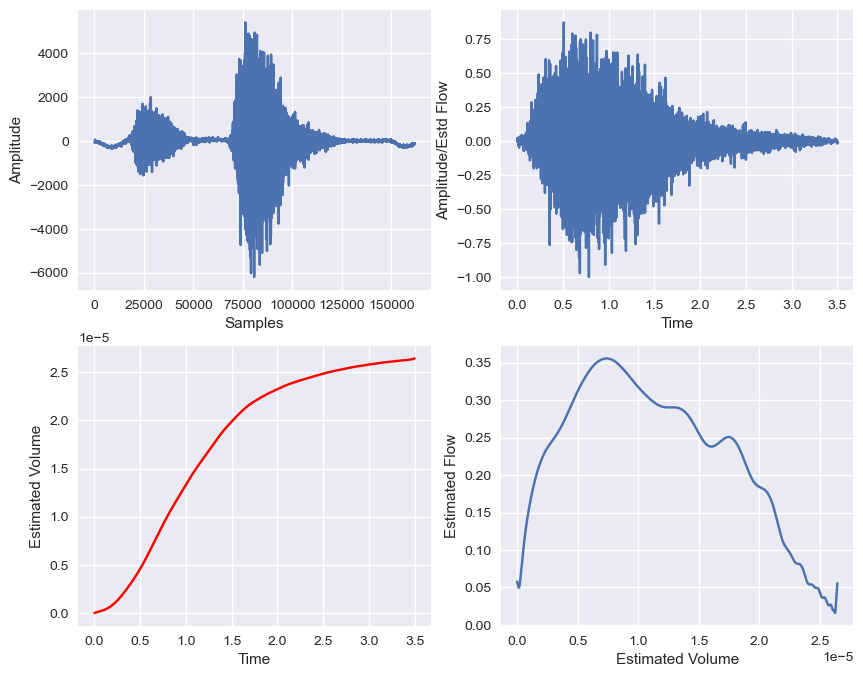 4000
2000
0
−2000
−4000
−6000
Amplitude
0 25000 50000 75000 100000 125000 150000
Samples
0.75
0.50
0.25
0.00
−0.25
−0.50
−0.75
−1.00
Amplitude/Estd Flow
0.0 0.5 1.0 1.5 2.0 2.5 3.0 3.5
Time
1e−5
2.5
2.0
1.5
1.0
0.5
0.0
Estimated Volume
0.0 0.5 1.0 1.5 2.0 2.5 3.0 3.5
Time
0.35
0.30
0.25
0.20
0.15
0.10
0.05
0.00
Estimated Flow
0.0 0.5 1.0 1.5 2.0 2.5
1e−5
Estimated Volume